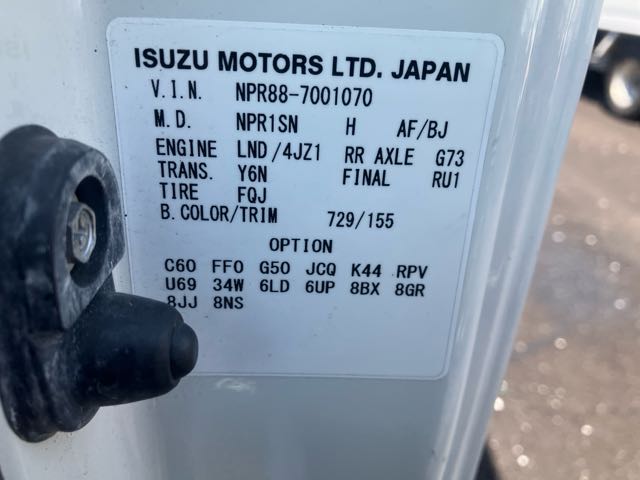 ISUZU MOTORS LTD. JAPAN
V.I.N. NPR88-7001070
M.D. NPR1SN H AF/BJ
ENGINE LND/4JZ1 RR AXLE G73
TRANS. Y6N FINAL RU1
TIRE FQJ
B.COLOR/TRIM 729/155
OPTION
C60 FF0 G50 JCQ K44 RPV
U69 34W 6LD 6UP 8BX 8GR
8JJ 8NS